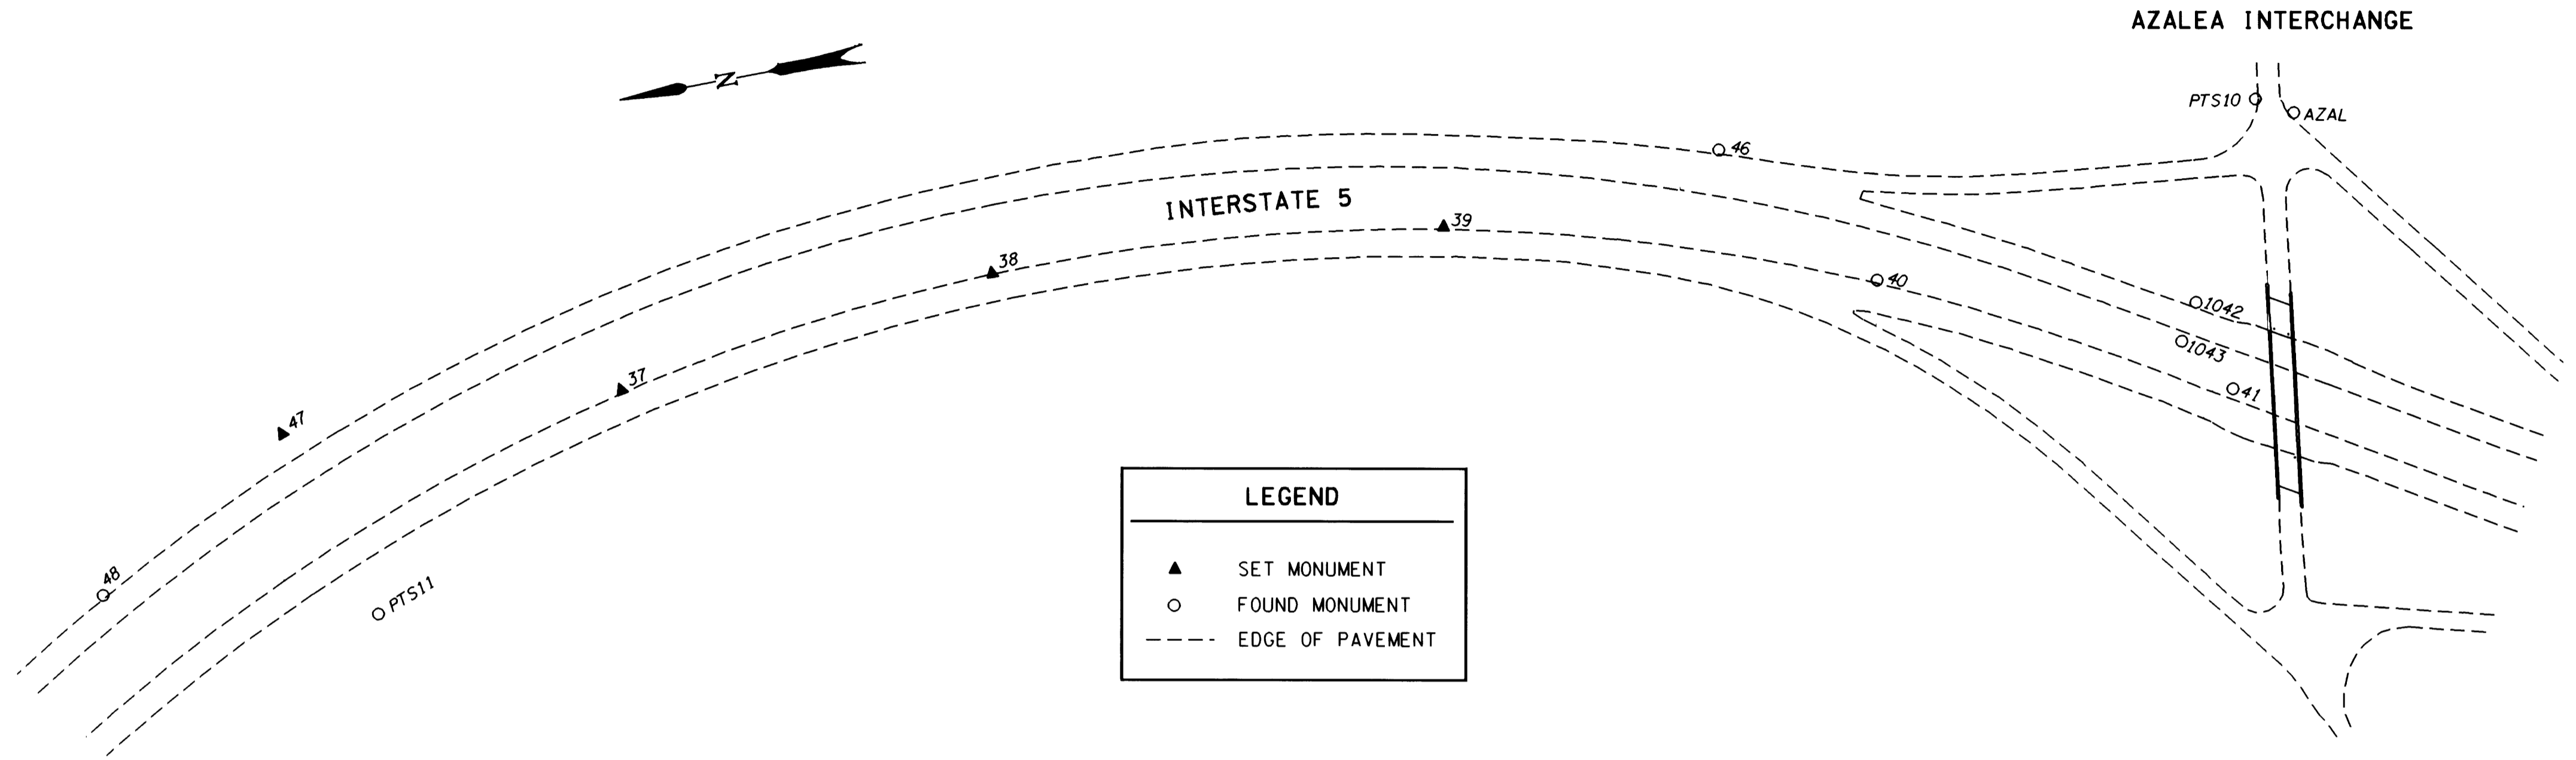 AZALEA INTERCHANGE
N
PTS10
AZAL
46
INTERSTATE 5
39
38
40
1042
1043
37
41
47
48
PTS11
LEGEND
SET MONUMENT
FOUND MONUMENT
EDGE OF PAVEMENT